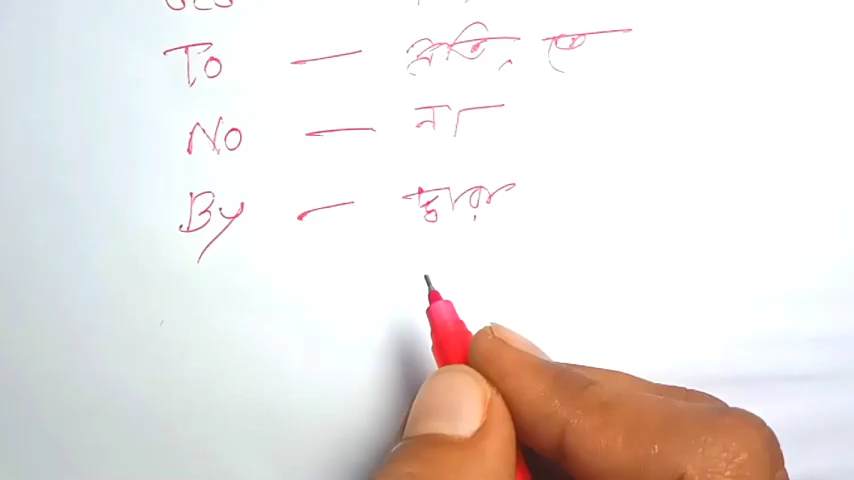 To — প্রতি, তে
No — না
By — দ্বারা